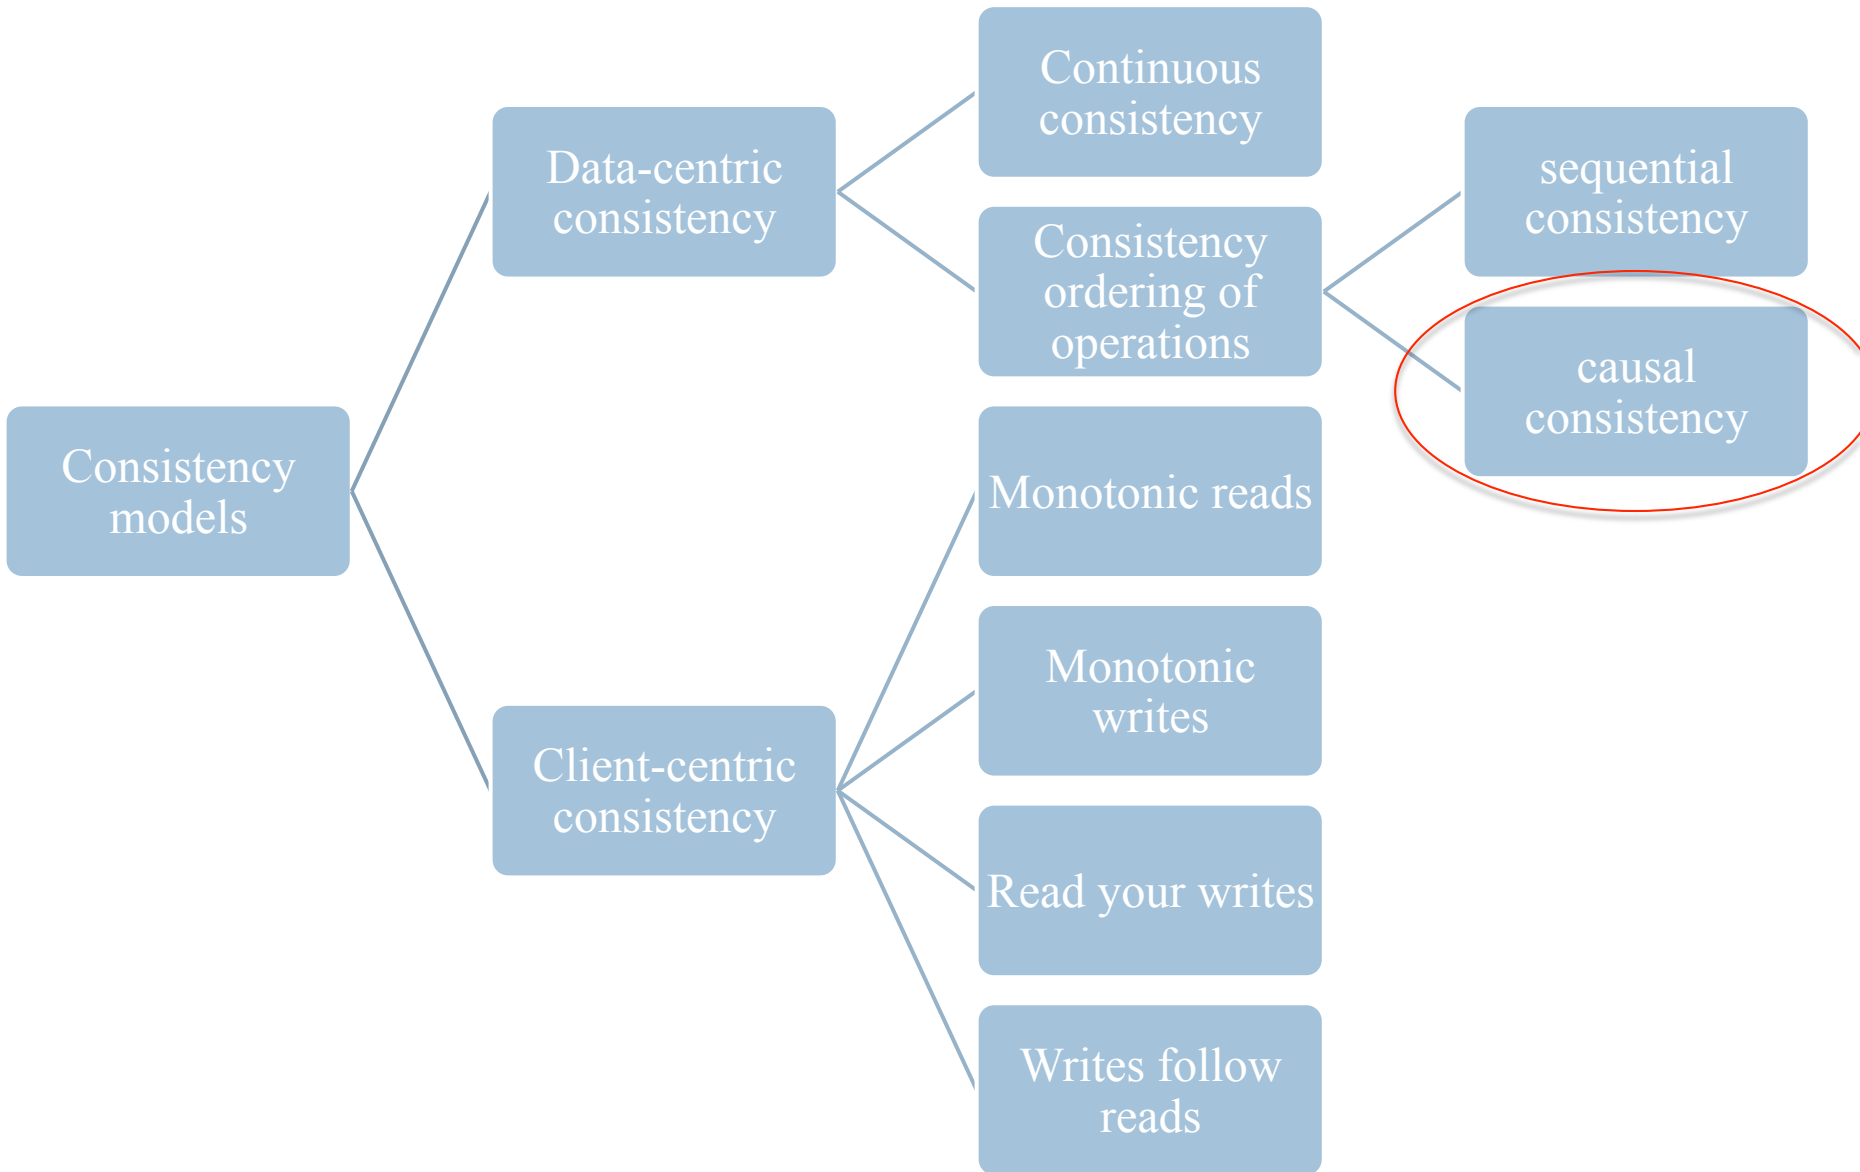 Consistency
models
Data-centric
consistency
Continuous
consistency
Consistency
ordering of
operations
sequential
consistency
causal
consistency
Client-centric
consistency
Monotonic reads
Monotonic
writes
Read your writes
Writes follow
reads